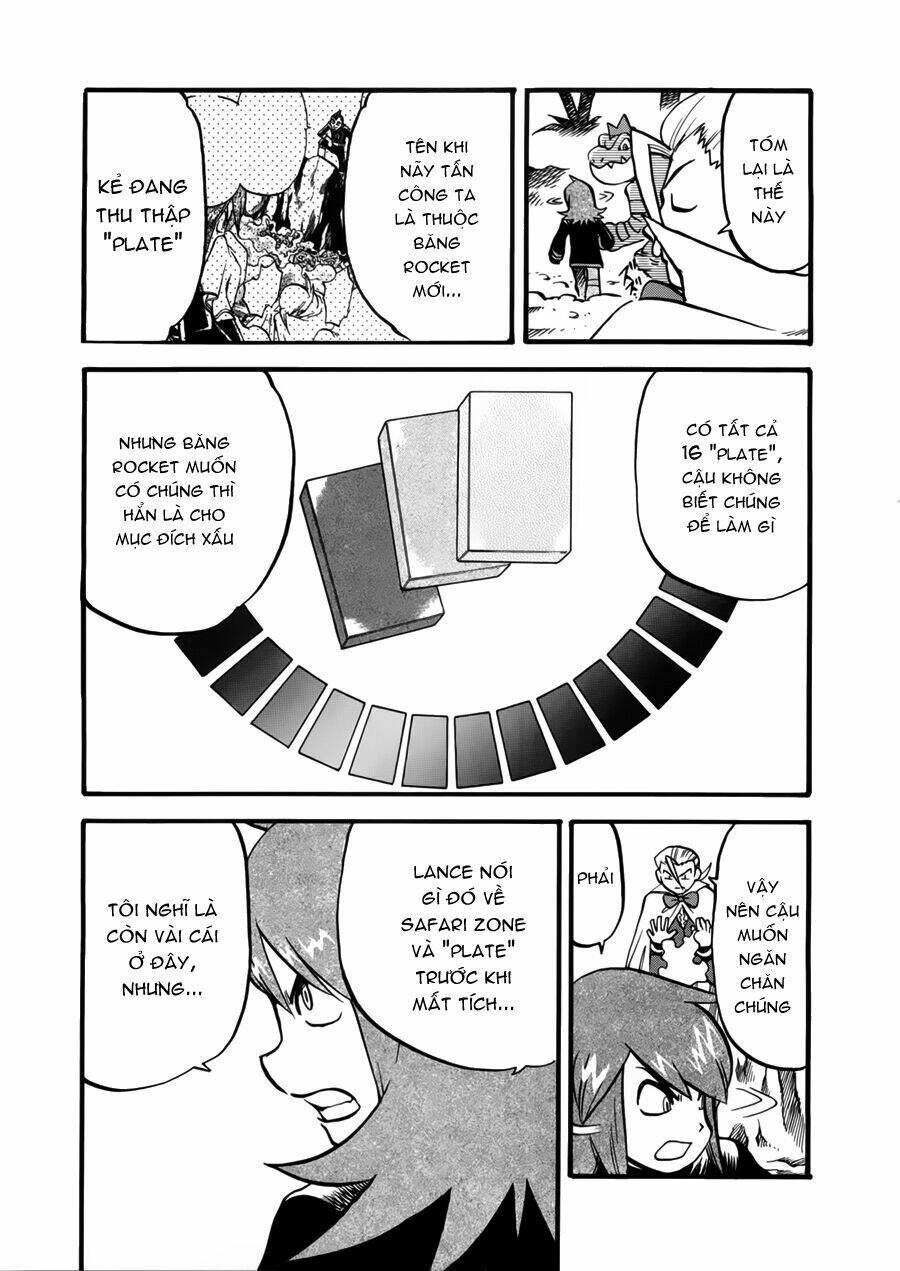 TÓM
LẠI LÀ
THẾ
NÀY
TÊN KHI
NÃY TẤN
CÔNG TA
LÀ THUỘC
BĂNG
ROCKET
MỚI...
KẺ ĐANG
THU THẬP
"PLATE"
CÓ TẤT CẢ
16 "PLATE",
CẬU KHÔNG
BIẾT CHÚNG
ĐỂ LÀM GÌ
NHƯNG BĂNG
ROCKET MUỐN
CÓ CHÚNG THÌ
HẲN LÀ CHO
MỤC ĐÍCH XẤU
VẬY
NÊN CẬU
MUỐN
NGĂN
CHẶN
CHÚNG
PHẢI
LANCE NÓI
GÌ ĐÓ VỀ
SAFARI ZONE
VÀ "PLATE"
TRƯỚC KHI
MẤT TÍCH...
TÔI NGHĨ LÀ
CÒN VÀI CÁI
Ở ĐÂY,
NHƯNG...